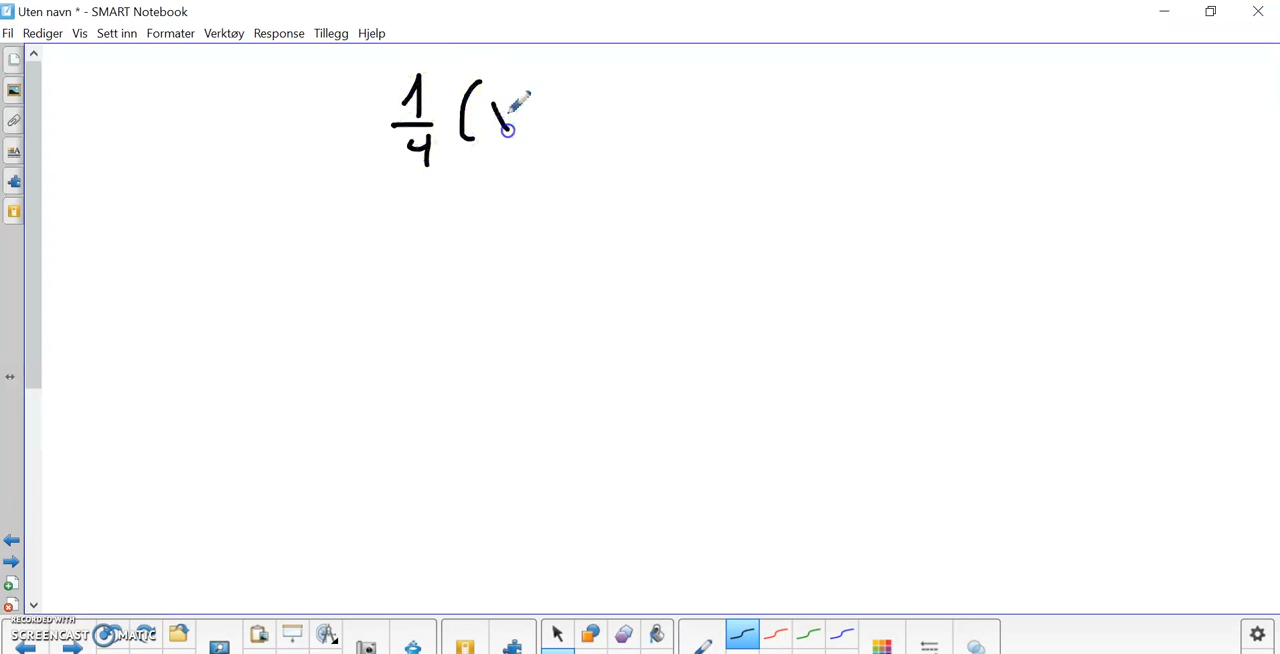 Uten navn * - SMART Notebook
Fil Rediger Vis Sett inn Formater Verktøy Response Tillegg Hjelp
1
4 (
RECORDED WITH
SCREENCAST MATIC